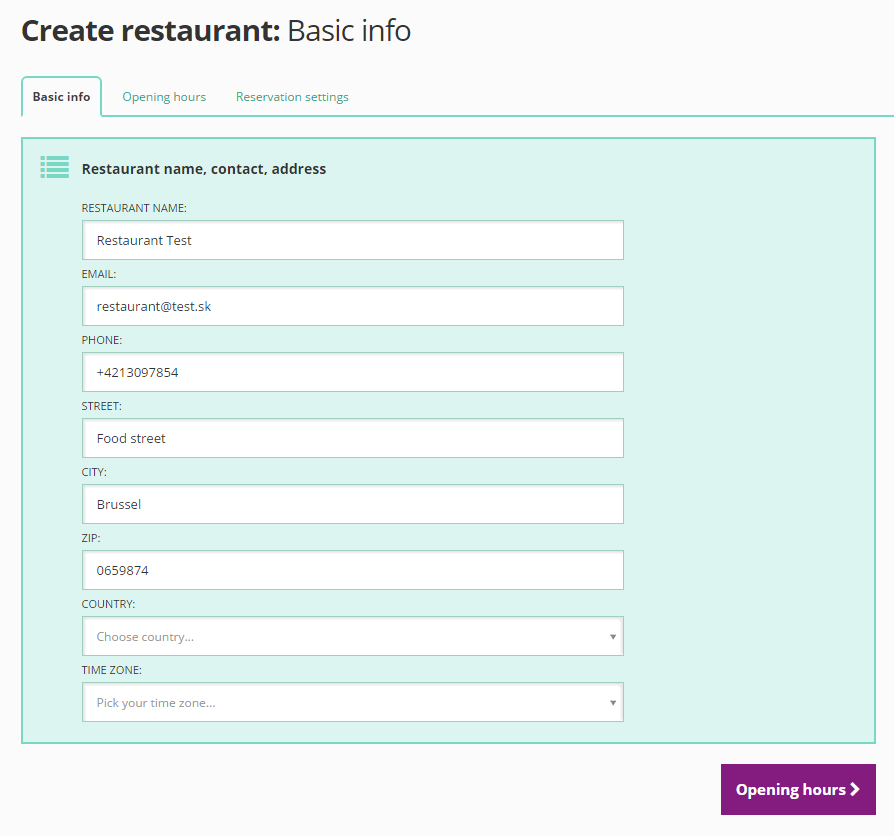 Create restaurant: Basic info
Basic info Opening hours Reservation settings
Restaurant name, contact, address
RESTAURANT NAME:
Restaurant Test
EMAIL:
restaurant@test.sk
PHONE:
+4213097854
STREET:
Food street
CITY:
Brussel
ZIP:
0659874
COUNTRY:
Choose country...
TIME ZONE:
Pick your time zone...
Opening hours